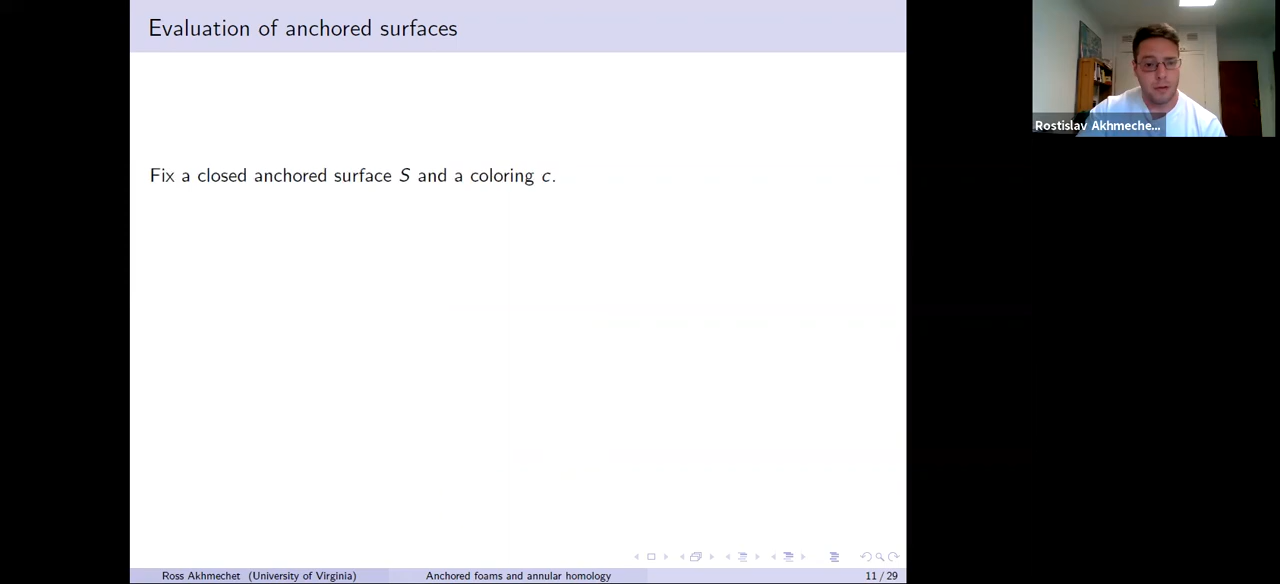 Evaluation of anchored surfaces
Rostislav Akhmeche...
Fix a closed anchored surface S and a coloring c.
Ross Akhmechet (University of Virginia) Anchored foams and annular homology 11 / 29